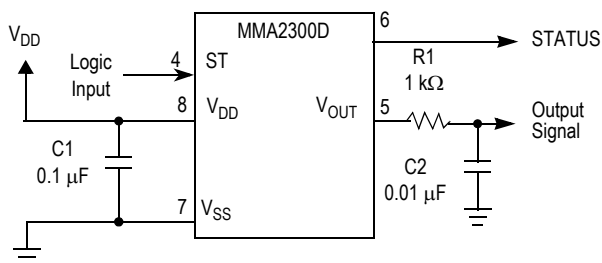 MMA2300D
6
STATUS
V_DD
Logic
Input
4
ST
R1
1 kΩ
8
V_DD
V_OUT
5
Output
Signal
C1
0.1 μF
C2
0.01 μF
7
V_SS